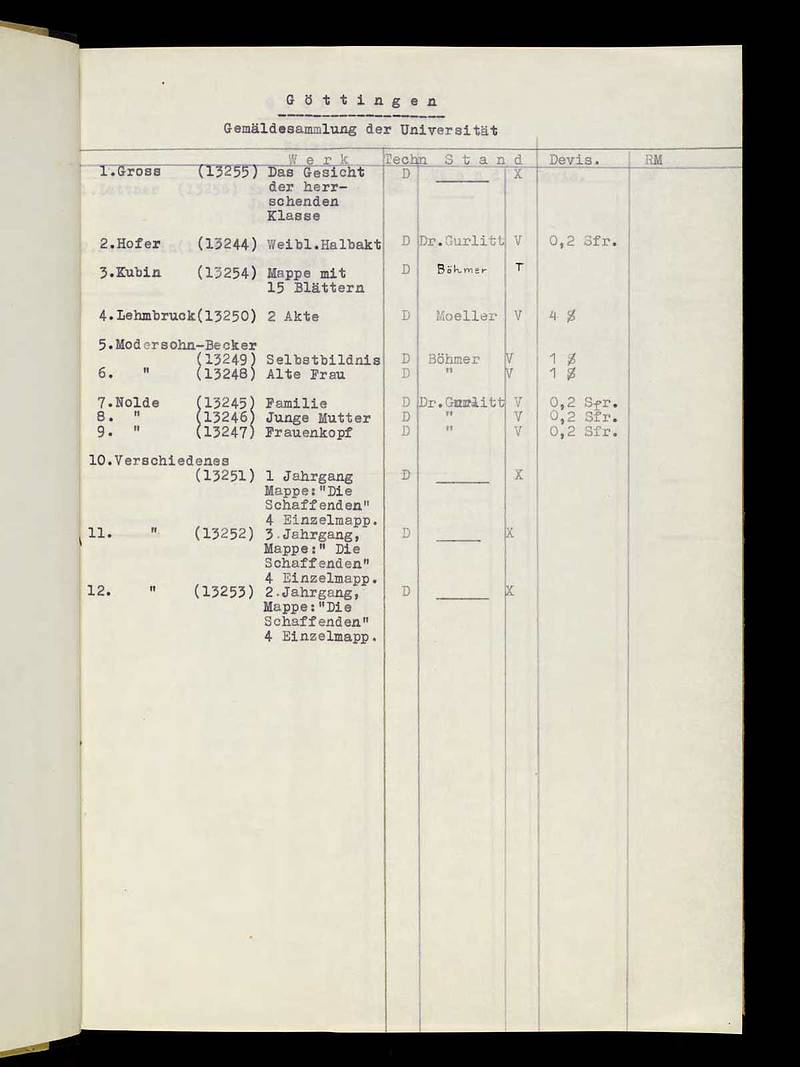 Göttingen
Gemäldesammlung der Universität
Werk Techn Stand Devis. RM
1.Gross (13255) Das Gesicht D X
der herr-
schenden
Klasse
2.Hofer (13244) Weibl.Halbakt D Dr.Gurlitt V 0,2 Sfr.
3.Kubin (13254) Mappe mit D Böhmer T
15 Blättern
4.Lehmbruck(13250) 2 Akte D Moeller V 4 $
5.Modersohn-Becker
(13249) Selbstbildnis D Böhmer V 1 $
6. " (13248) Alte Frau D " V 1 $
7.Nolde (13245) Familie D Dr.Gurlitt V 0,2 Sfr.
8. " (13246) Junge Mutter D " V 0,2 Sfr.
9. " (13247) Frauenkopf D " V 0,2 Sfr.
10.Verschiedenes
(13251) 1 Jahrgang D X
Mappe:"Die
Schaffenden"
4 Einzelmapp.
11. " (13252) 3.Jahrgang, D X
Mappe:" Die
Schaffenden"
4 Einzelmapp.
12. " (13253) 2.Jahrgang, D X
Mappe:"Die
Schaffenden"
4 Einzelmapp.